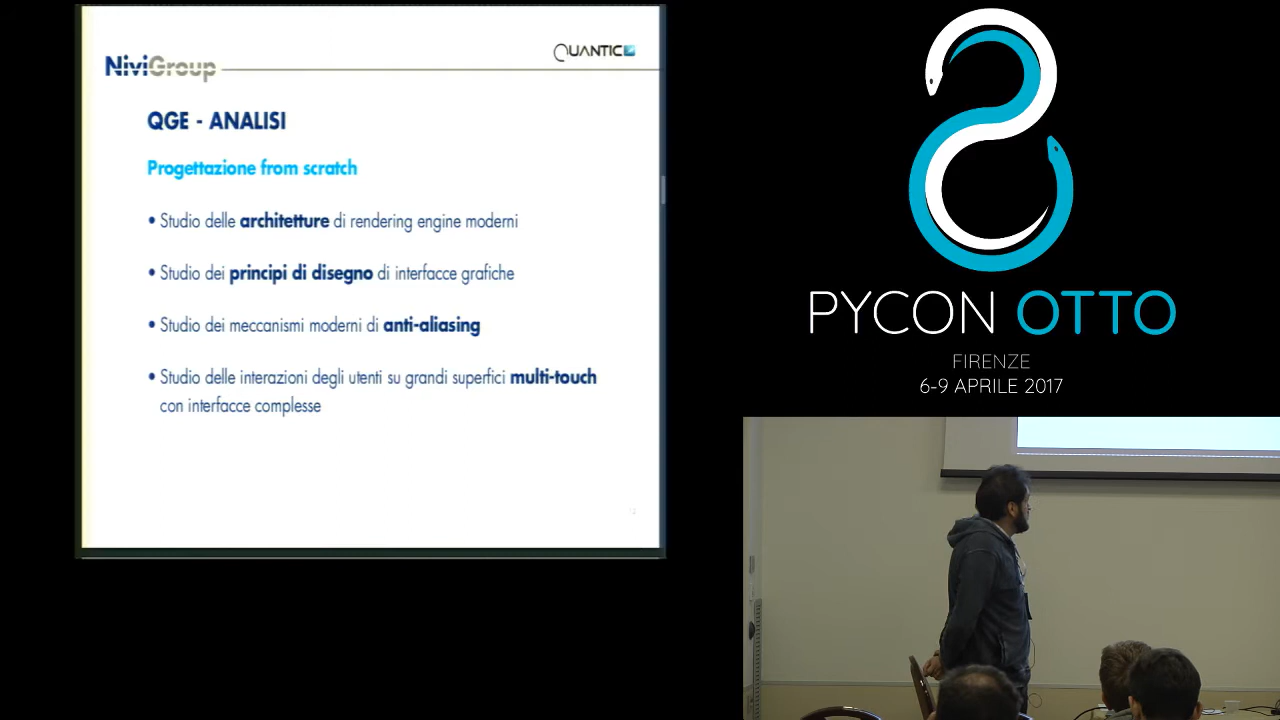 NiviGroup
QUANTIC
QGE - ANALISI
Progettazione from scratch
• Studio delle architetture di rendering engine moderni
• Studio dei principi di disegno di interfacce grafiche
• Studio dei meccanismi moderni di anti-aliasing
• Studio delle interazioni degli utenti su grandi superfici multi-touch
con interfacce complesse
PYCON OTTO
FIRENZE
6-9 APRILE 2017